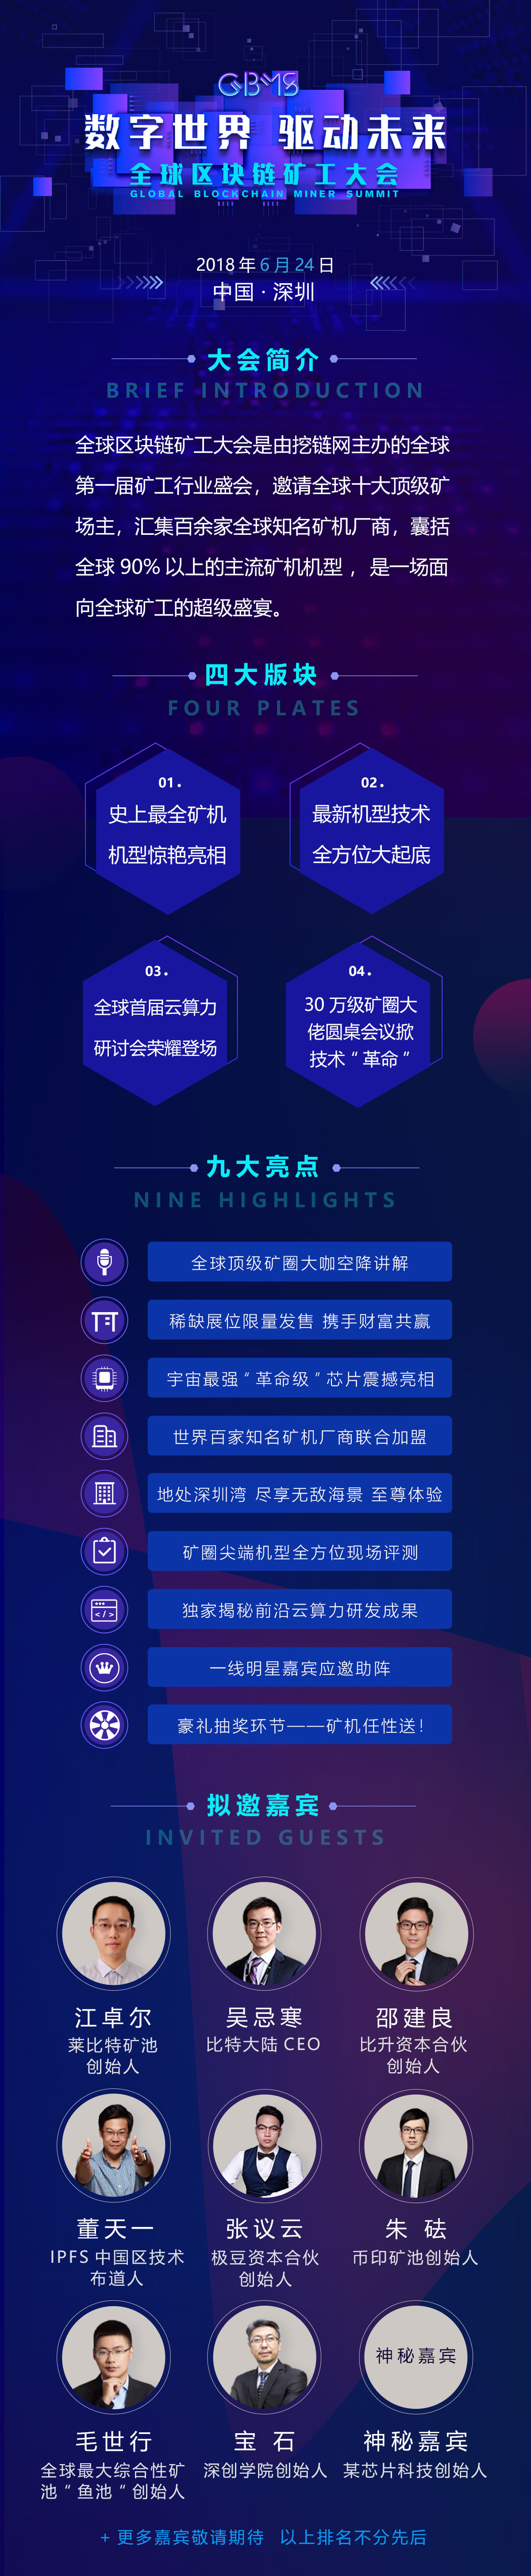 GBMS
数字世界 驱动未来
全球区块链矿工大会
GLOBAL BLOCKCHAIN MINER SUMMIT
2018 年 6 月 24 日
中国 · 深圳
大会简介
BRIEF INTRODUCTION
全球区块链矿工大会是由挖链网主办的全球
第一届矿工行业盛会，邀请全球十大顶级矿
场主，汇集百余家全球知名矿机厂商，囊括
全球 90% 以上的主流矿机机型 ，是一场面
向全球矿工的超级盛宴。
四大版块
FOUR PLATES
01.
史上最全矿机
机型惊艳亮相
02.
最新机型技术
全方位大起底
03.
全球首届云算力
研讨会荣耀登场
04.
30 万级矿圈大
佬圆桌会议掀
技术 “ 革命 ”
九大亮点
NINE HIGHLIGHTS
全球顶级矿圈大咖空降讲解
稀缺展位限量发售 携手财富共赢
宇宙最强 “ 革命级 ” 芯片震撼亮相
世界百家知名矿机厂商联合加盟
地处深圳湾 尽享无敌海景 至尊体验
矿圈尖端机型全方位现场评测
独家揭秘前沿云算力研发成果
一线明星嘉宾应邀助阵
豪礼抽奖环节——矿机任性送！
拟邀嘉宾
INVITED GUESTS
江卓尔
莱比特矿池
创始人
吴忌寒
比特大陆 CEO
邵建良
比升资本合伙
创始人
董天一
IPFS 中国区技术
布道人
张议云
极豆资本合伙
创始人
朱 砝
币印矿池创始人
毛世行
全球最大综合性矿
池 “ 鱼池 “ 创始人
宝 石
深创学院创始人
神秘嘉宾
神秘嘉宾
某芯片科技创始人
+ 更多嘉宾敬请期待 以上排名不分先后